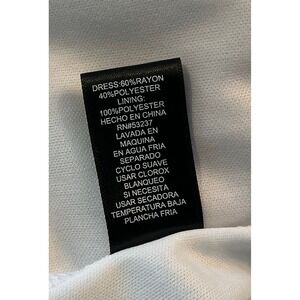 DRESS:60%RAYON
40%POLYESTER
LINING:
100%POLYESTER
HECHO EN CHINA
RN#53237
LAVADA EN
MAQUINA
EN AGUA FRIA
SEPARADO
CYCLO SUAVE
USAR CLOROX
BLANQUEO
SI NECESITA
USAR SECADORA
TEMPERATURA BAJA
PLANCHA FRIA